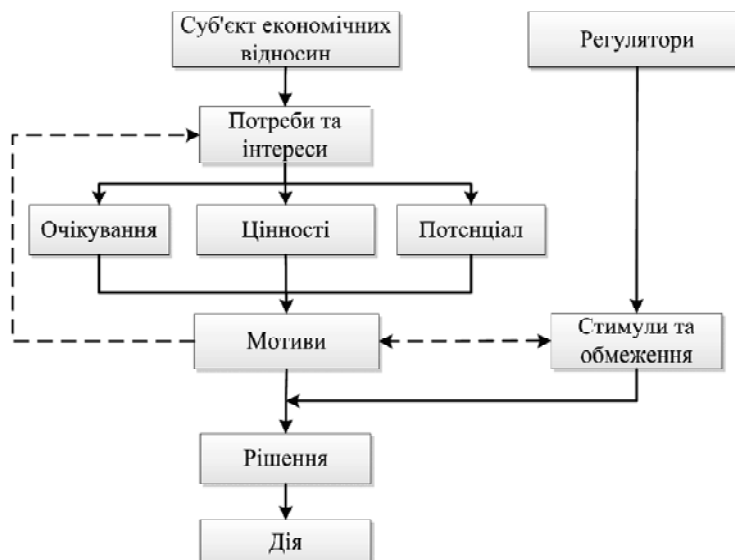 Суб'єкт економічних
відносин
Регулятори
Потреби та
інтереси
Очікування
Цінності
Потенціал
Мотиви
Стимули та
обмеження
Рішення
Дія